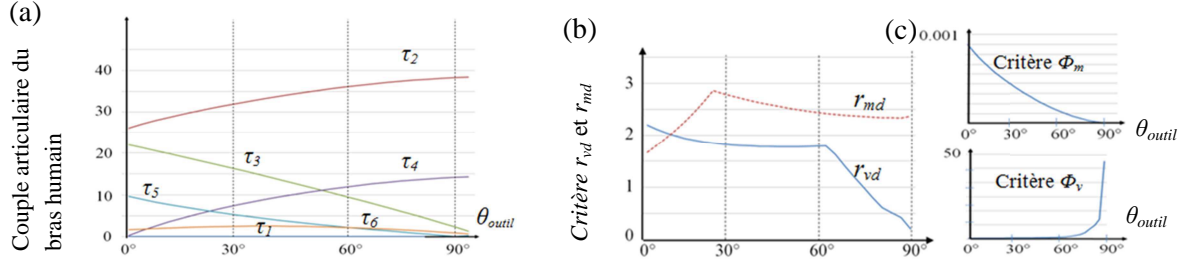 (a)
Couple articulaire du
bras humain
40
30
20
10
0
τ2
τ3
τ4
τ5
τ1
τ6
0°
30°
60°
90°
θoutil
(b)
Critère rvd et rmd
3
2
1
0
rmd
rvd
0°
30°
60°
90°
(c)
0.001
Critère Φm
0°
30°
60°
90°
θoutil
50
Critère Φv
θoutil
0°
30°
60°
90°